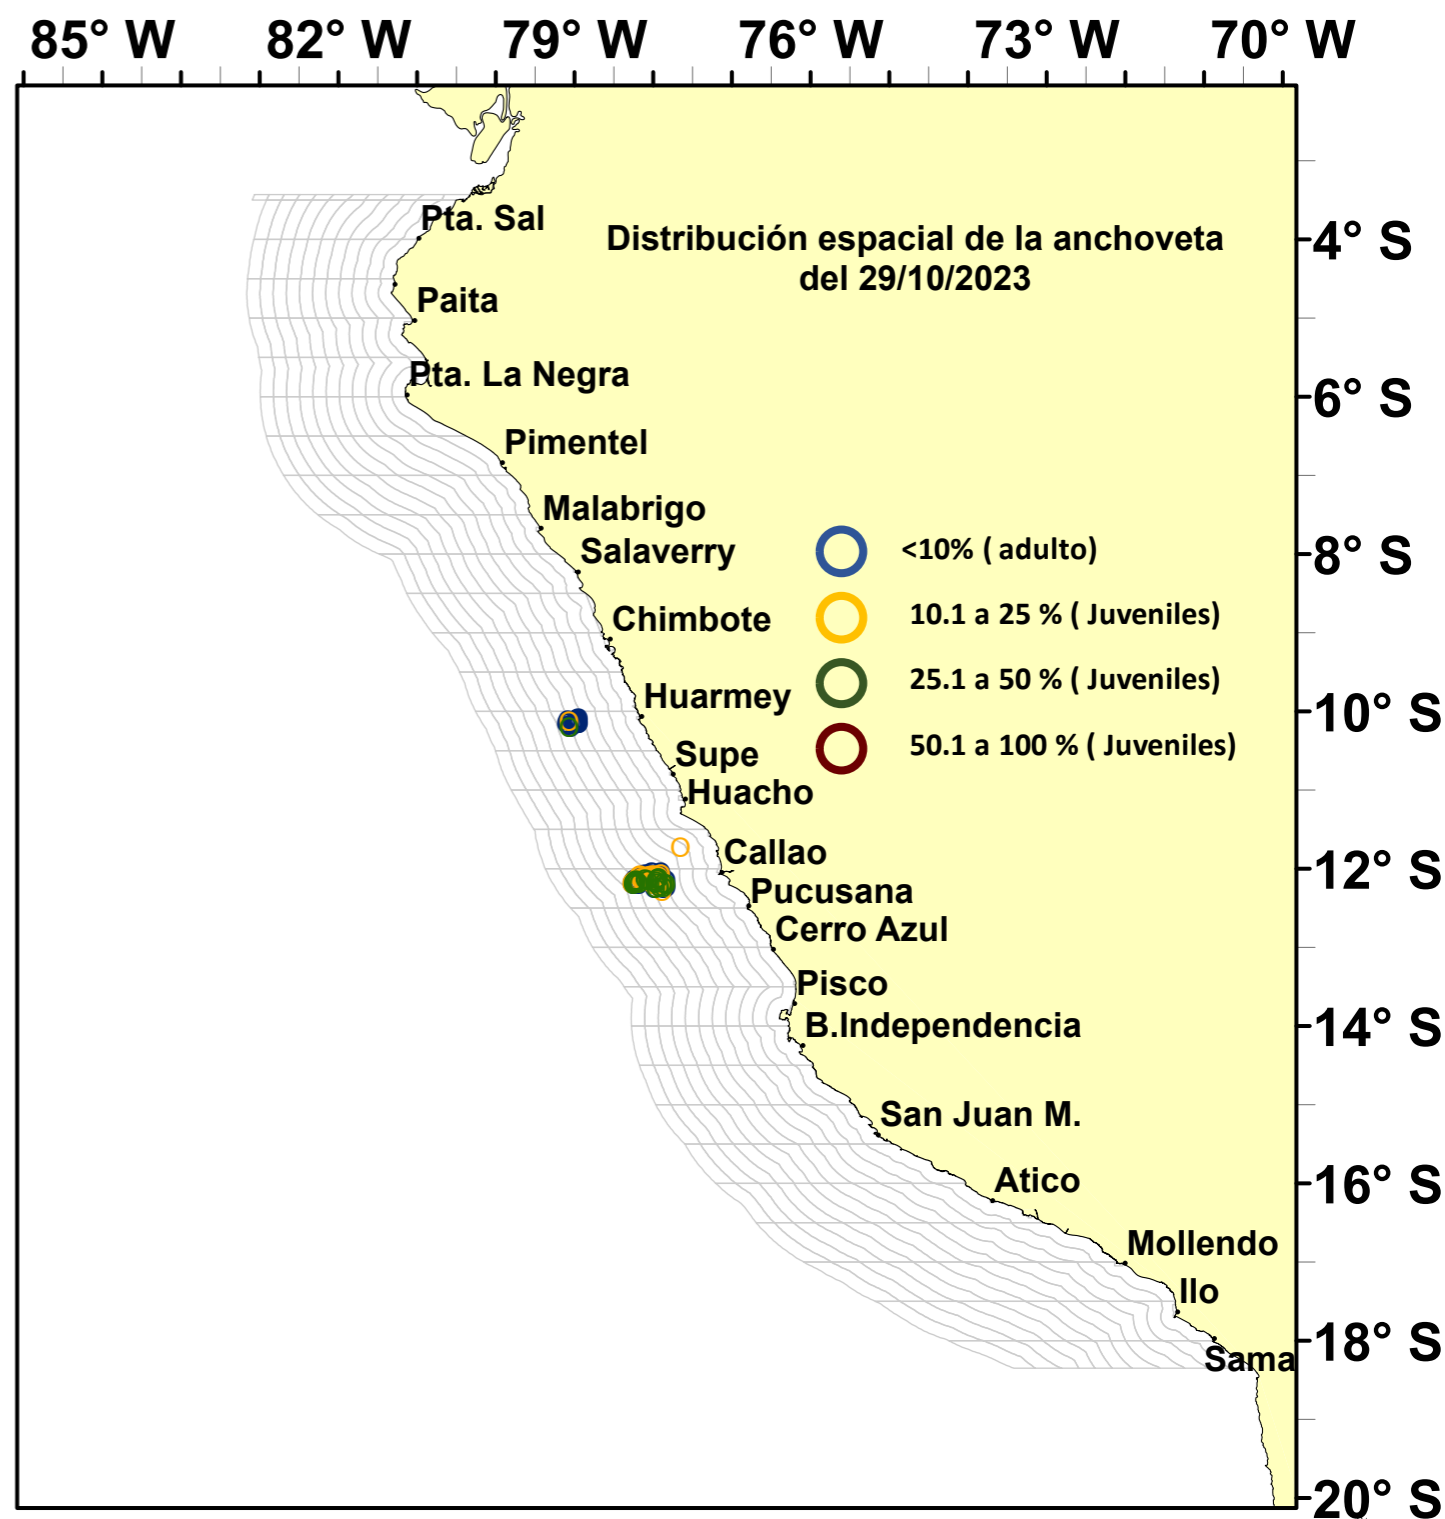 85° W 82° W 79° W 76° W 73° W 70° W
Pta. Sal
Distribución espacial de la anchoveta
del 29/10/2023
4° S
Paita
Pta. La Negra
6° S
Pimentel
Malabrigo
Salaverry
<10% ( adulto)
8° S
Chimbote
10.1 a 25 % ( Juveniles)
25.1 a 50 % ( Juveniles)
Huarmey
10° S
50.1 a 100 % ( Juveniles)
Supe
Huacho
Callao
12° S
Pucusana
Cerro Azul
Pisco
B.Independencia
14° S
San Juan M.
Atico
16° S
Mollendo
Ilo
18° S
Sama
20° S